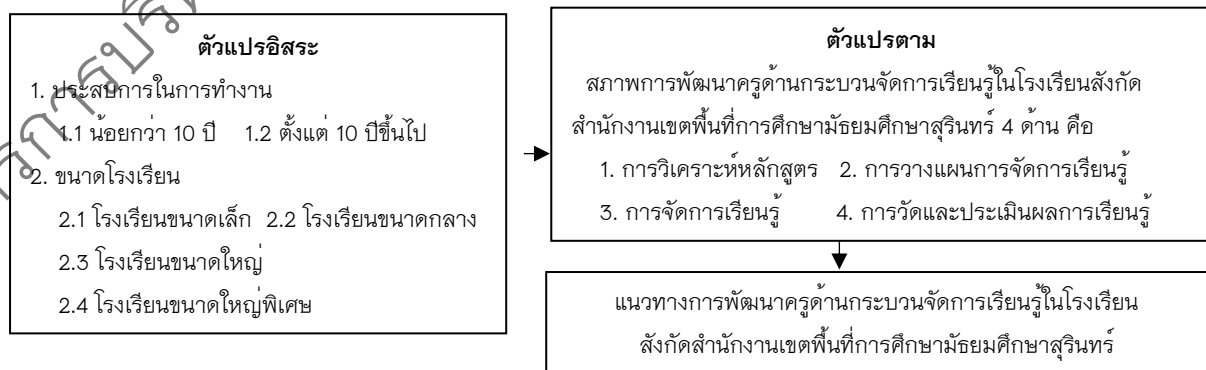 ตัวแปรอิสระ
1. ประสบการในการทำงาน
1.1 น้อยกว่า 10 ปี 1.2 ตั้งแต่ 10 ปีขึ้นไป
2. ขนาดโรงเรียน
2.1 โรงเรียนขนาดเล็ก 2.2 โรงเรียนขนาดกลาง
2.3 โรงเรียนขนาดใหญ่
2.4 โรงเรียนขนาดใหญ่พิเศษ
ตัวแปรตาม
สภาพการพัฒนาครูด้านกระบวนจัดการเรียนรู้ในโรงเรียนสังกัด
สำนักงานเขตพื้นที่การศึกษามัธยมศึกษาสุรินทร์ 4 ด้าน คือ
1. การวิเคราะห์หลักสูตร 2. การวางแผนการจัดการเรียนรู้
3. การจัดการเรียนรู้ 4. การวัดและประเมินผลการเรียนรู้
แนวทางการพัฒนาครูด้านกระบวนจัดการเรียนรู้ในโรงเรียน
สังกัดสำนักงานเขตพื้นที่การศึกษามัธยมศึกษาสุรินทร์